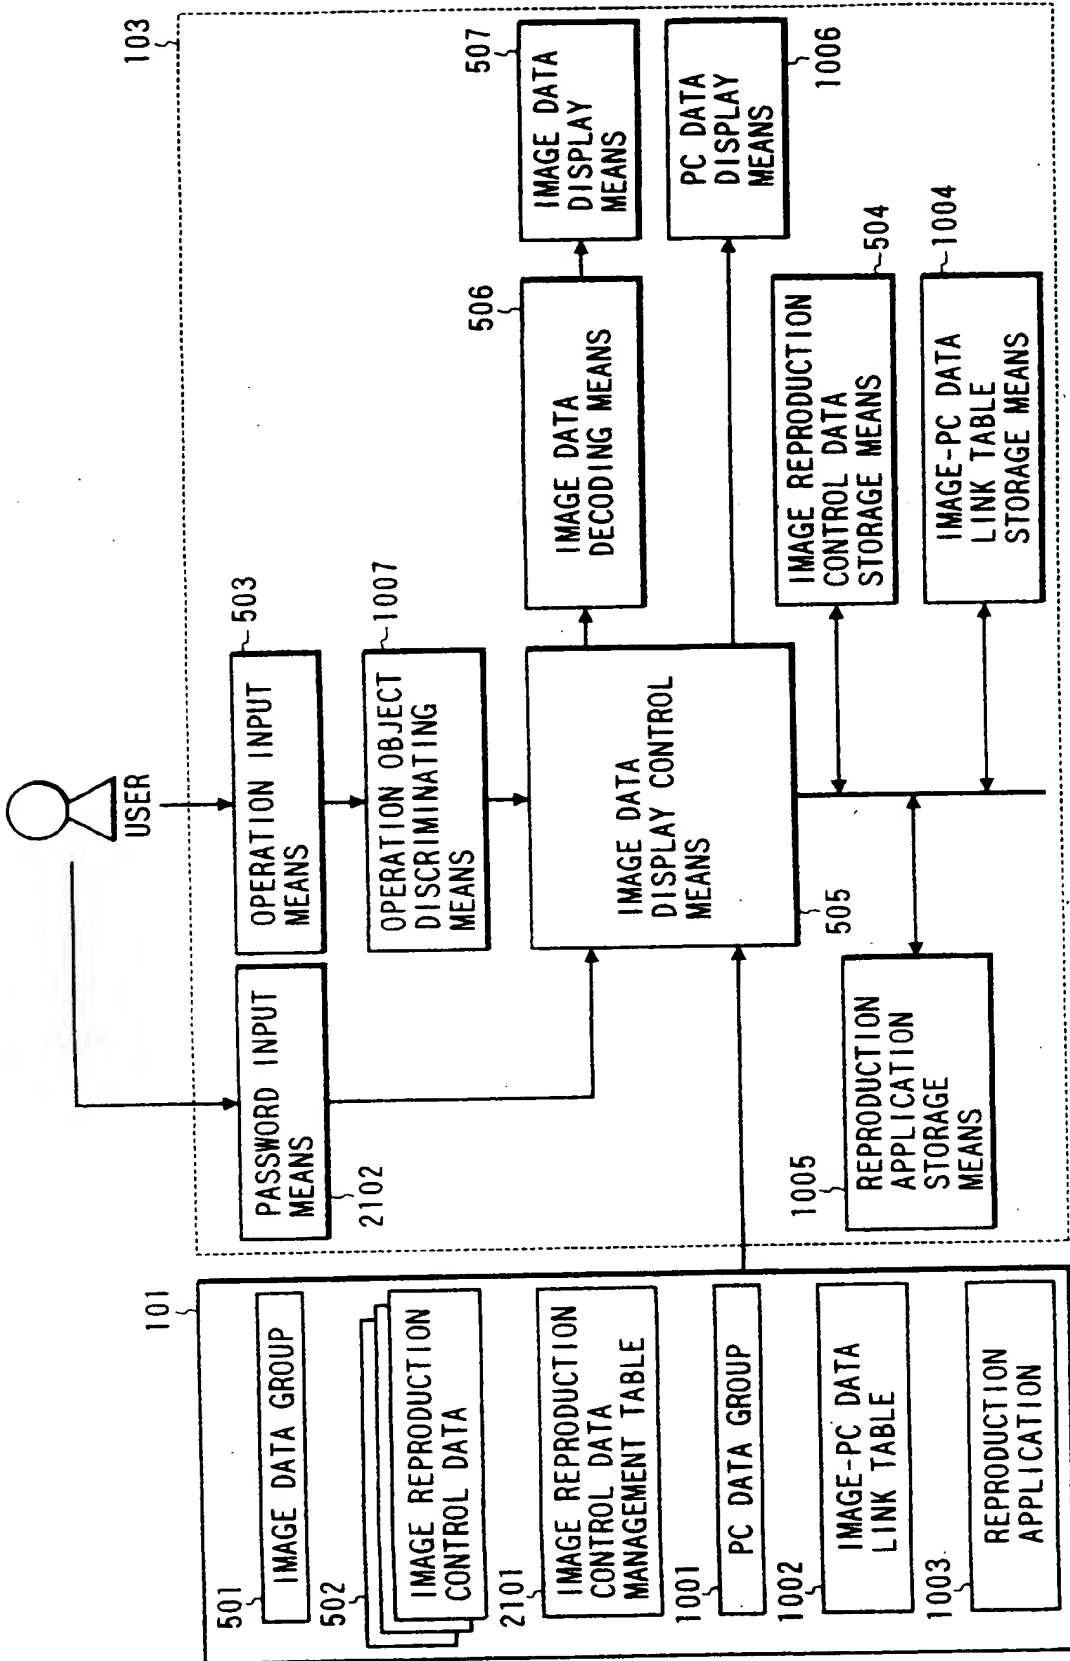 USER
103
503
OPERATION INPUT
MEANS
PASSWORD INPUT
MEANS
2102
1007
OPERATION OBJECT
DISCRIMINATING
MEANS
506
IMAGE DATA
DECODING MEANS
507
IMAGE DATA
DISPLAY
MEANS
IMAGE DATA
DISPLAY CONTROL
MEANS
505
PC DATA
DISPLAY
MEANS
1006
IMAGE REPRODUCTION
CONTROL DATA
STORAGE MEANS
504
IMAGE-PC DATA
LINK TABLE
STORAGE MEANS
1004
1005
REPRODUCTION
APPLICATION
STORAGE
MEANS
101
501
IMAGE DATA GROUP
502
IMAGE REPRODUCTION
CONTROL DATA
2101
IMAGE REPRODUCTION
CONTROL DATA
MANAGEMENT TABLE
1001
PC DATA GROUP
1002
IMAGE-PC DATA
LINK TABLE
1003
REPRODUCTION
APPLICATION